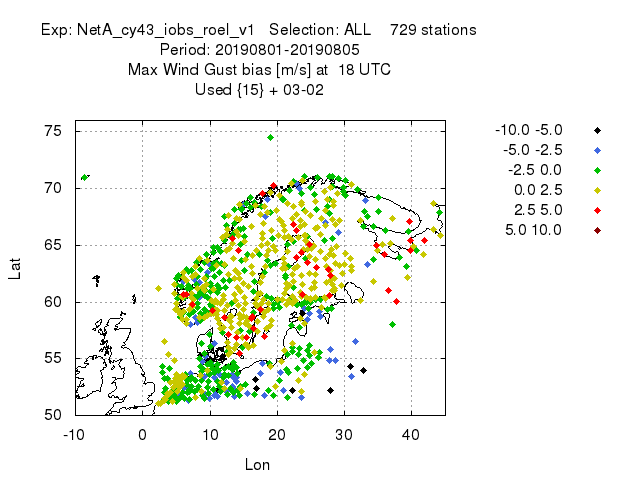 Exp: NetA_cy43_iobs_roel_v1   Selection: ALL    729 stations
Period: 20190801-20190805
Max Wind Gust bias [m/s] at  18 UTC
Used {15} + 03-02
-10.0 -5.0
-5.0 -2.5
-2.5 0.0
0.0 2.5
2.5 5.0
5.0 10.0
Lat
75
70
65
60
55
50
-10 0 10 20 30 40
Lon